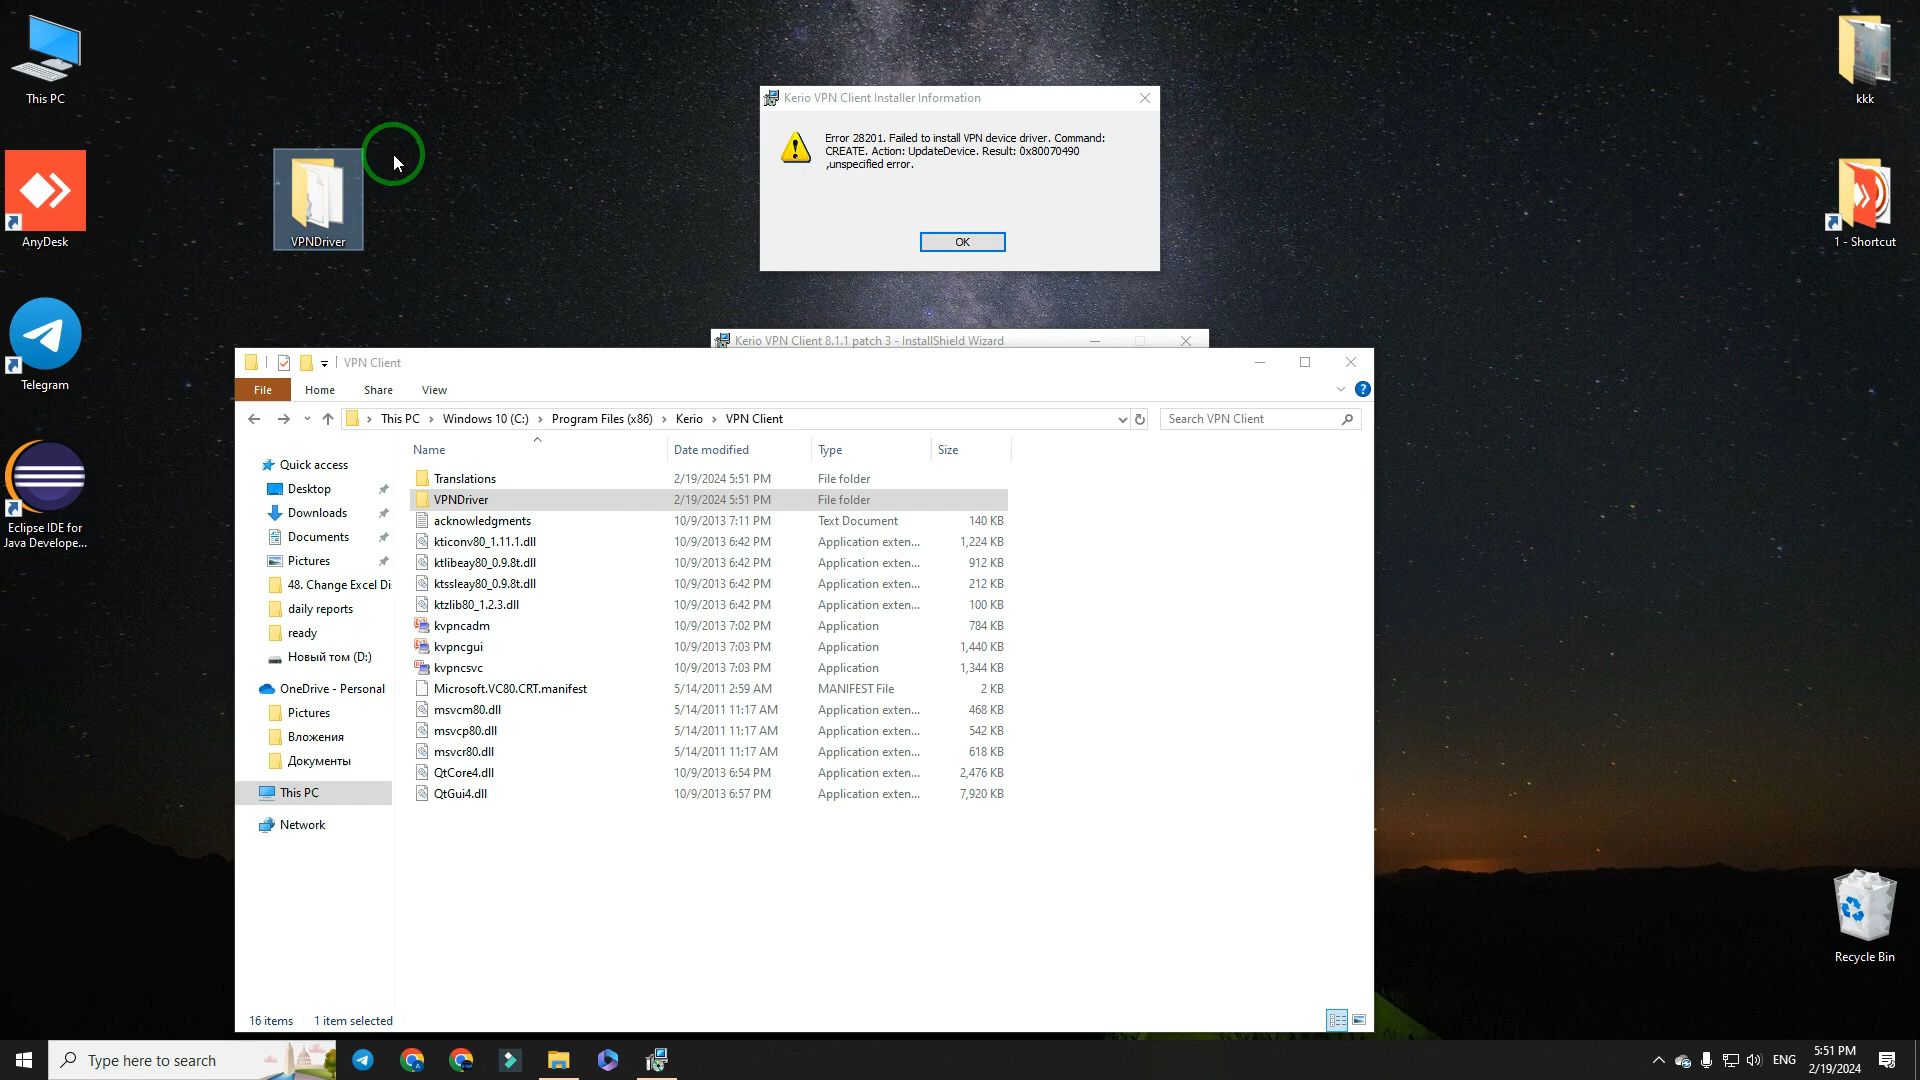 This PC
AnyDesk
Telegram
Eclipse IDE for
Java Develope...
VPNDriver
Kerio VPN Client Installer Information
Error 28201. Failed to install VPN device driver. Command:
CREATE. Action: UpdateDevice. Result: 0x80070490
,unspecified error.
OK
kkk
1 - Shortcut
Recycle Bin
Kerio VPN Client 8.1.1 patch 3 - InstallShield Wizard
VPN Client
File Home Share View
This PC Windows 10 (C:) Program Files (x86) Kerio VPN Client
Search VPN Client
Quick access
Desktop
Downloads
Documents
Pictures
48. Change Excel Di
daily reports
ready
Новый том (D:)
OneDrive - Personal
Pictures
Вложения
Документы
This PC
Network
Name Date modified Type Size
Translations 2/19/2024 5:51 PM File folder
VPNDriver 2/19/2024 5:51 PM File folder
acknowledgments 10/9/2013 7:11 PM Text Document 140 KB
kticonv80_1.11.1.dll 10/9/2013 6:42 PM Application exten... 1,224 KB
ktlibeay80_0.9.8t.dll 10/9/2013 6:42 PM Application exten... 912 KB
ktssleay80_0.9.8t.dll 10/9/2013 6:42 PM Application exten... 212 KB
ktzlib80_1.2.3.dll 10/9/2013 6:42 PM Application exten... 100 KB
kvpncadm 10/9/2013 7:02 PM Application 784 KB
kvpncgui 10/9/2013 7:03 PM Application 1,440 KB
kvpncsvc 10/9/2013 7:03 PM Application 1,344 KB
Microsoft.VC80.CRT.manifest 5/14/2011 2:59 AM MANIFEST File 2 KB
msvcm80.dll 5/14/2011 11:17 AM Application exten... 468 KB
msvcp80.dll 5/14/2011 11:17 AM Application exten... 542 KB
msvcr80.dll 5/14/2011 11:17 AM Application exten... 618 KB
QtCore4.dll 10/9/2013 6:54 PM Application exten... 2,476 KB
QtGui4.dll 10/9/2013 6:57 PM Application exten... 7,920 KB
16 items 1 item selected
Type here to search
ENG
5:51 PM
2/19/2024